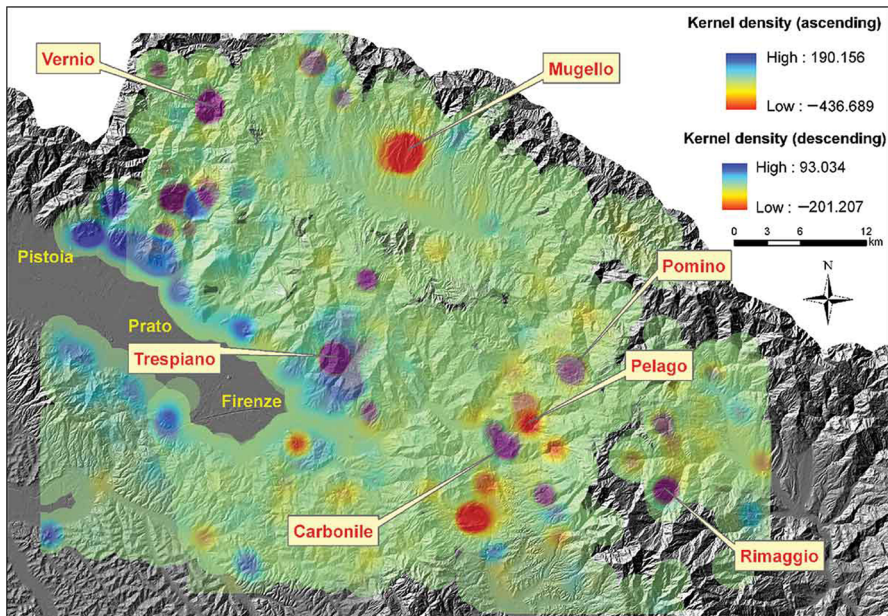 Kernel density (ascending)
High : 190.156
Low : −436.689
Kernel density (descending)
High : 93.034
Low : −201.207
0 3 6 12
km
N
Vernio
Mugello
Pistoia
Pomino
Prato
Trespiano
Pelago
Firenze
Carbonile
Rimaggio